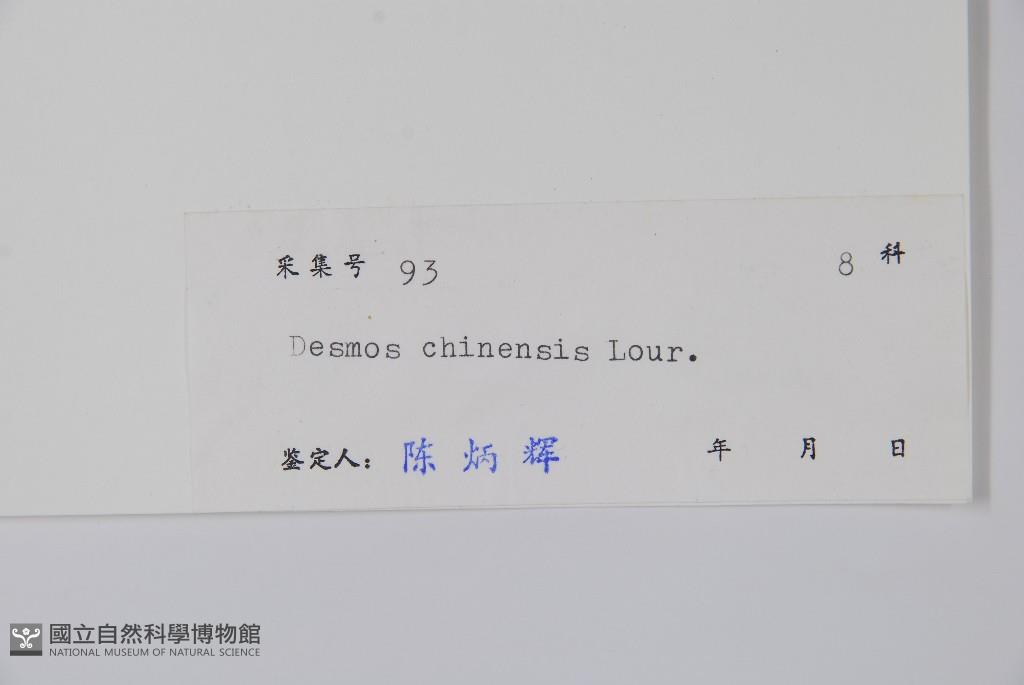 采集号 93 8 科
Desmos chinensis Lour.
鉴定人: 陈炳辉 年 月 日
國立自然科學博物館
NATIONAL MUSEUM OF NATURAL SCIENCE